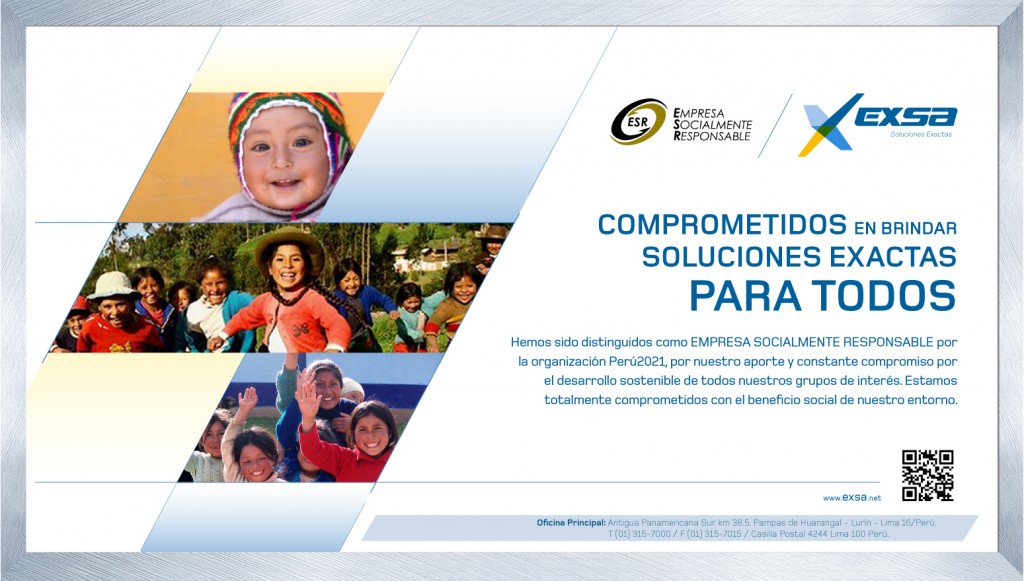 ESR
EMPRESA
SOCIALMENTE
RESPONSABLE
EXSA
Soluciones Exactas
COMPROMETIDOS EN BRINDAR
SOLUCIONES EXACTAS
PARA TODOS
Hemos sido distinguidos como EMPRESA SOCIALMENTE RESPONSABLE por
la organización Perú2021, por nuestro aporte y constante compromiso por
el desarrollo sostenible de todos nuestros grupos de interés. Estamos
totalmente comprometidos con el beneficio social de nuestro entorno.
www.exsa.net
Oficina Principal: Antigua Panamericana Sur km 38.5. Pampas de Huarangal - Lurín - Lima 16/Perú.
T (01) 315-7000 / F (01) 315-7015 / Casilla Postal 4244 Lima 100 Perú.